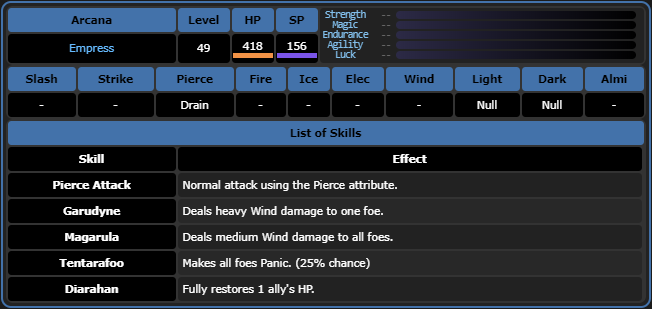 Arcana Level HP SP
Empress 49 418 156
Strength --
Magic --
Endurance --
Agility --
Luck --
Slash Strike Pierce Fire Ice Elec Wind Light Dark Almi
- - Drain - - - - Null Null -
List of Skills
Skill Effect
Pierce Attack Normal attack using the Pierce attribute.
Garudyne Deals heavy Wind damage to one foe.
Magarula Deals medium Wind damage to all foes.
Tentarafoo Makes all foes Panic. (25% chance)
Diarahan Fully restores 1 ally's HP.